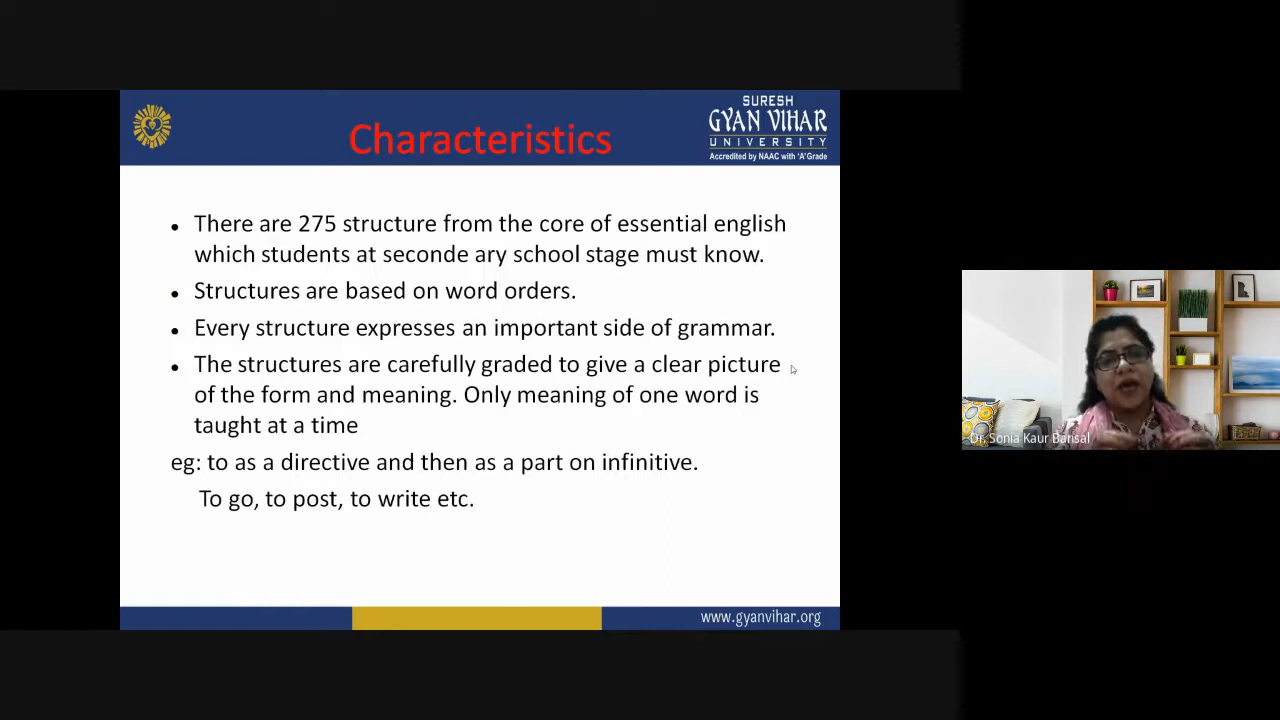 SURESH
GYAN VIHAR
UNIVERSITY
Accredited by NAAC with 'A' Grade
Characteristics
• There are 275 structure from the core of essential english
which students at seconde ary school stage must know.
• Structures are based on word orders.
• Every structure expresses an important side of grammar.
• The structures are carefully graded to give a clear picture
of the form and meaning. Only meaning of one word is
taught at a time
eg: to as a directive and then as a part on infinitive.
To go, to post, to write etc.
www.gyanvihar.org
Dr. Sonia Kaur Bansal